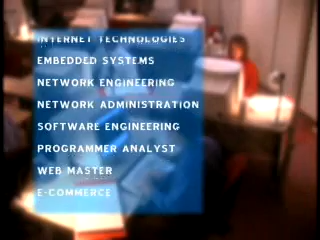 INTERNET TECHNOLOGIES
EMBEDDED SYSTEMS
NETWORK ENGINEERING
NETWORK ADMINISTRATION
SOFTWARE ENGINEERING
PROGRAMMER ANALYST
WEB MASTER
E-COMMERCE